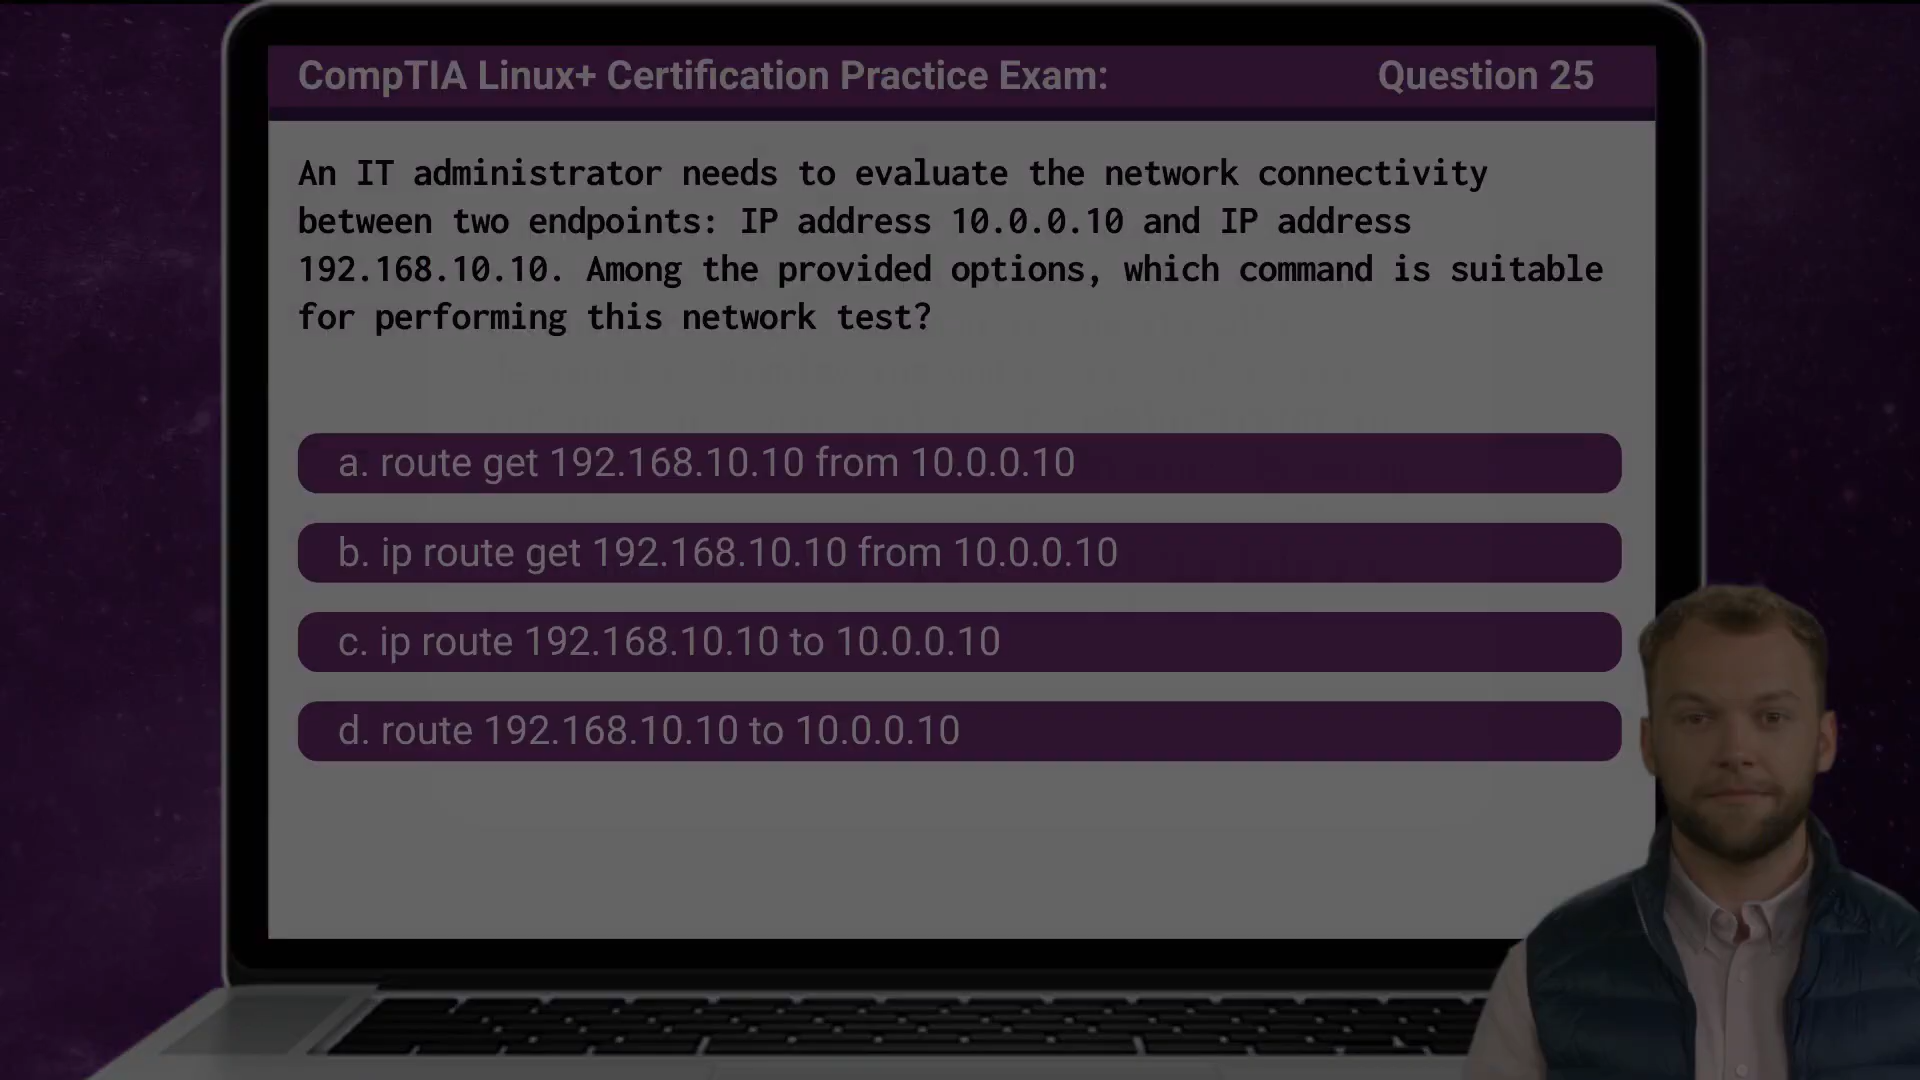 CompTIA Linux+ Certification Practice Exam: Question 25
An IT administrator needs to evaluate the network connectivity
between two endpoints: IP address 10.0.0.10 and IP address
192.168.10.10. Among the provided options, which command is suitable
for performing this network test?
a. route get 192.168.10.10 from 10.0.0.10
b. ip route get 192.168.10.10 from 10.0.0.10
c. ip route 192.168.10.10 to 10.0.0.10
d. route 192.168.10.10 to 10.0.0.10